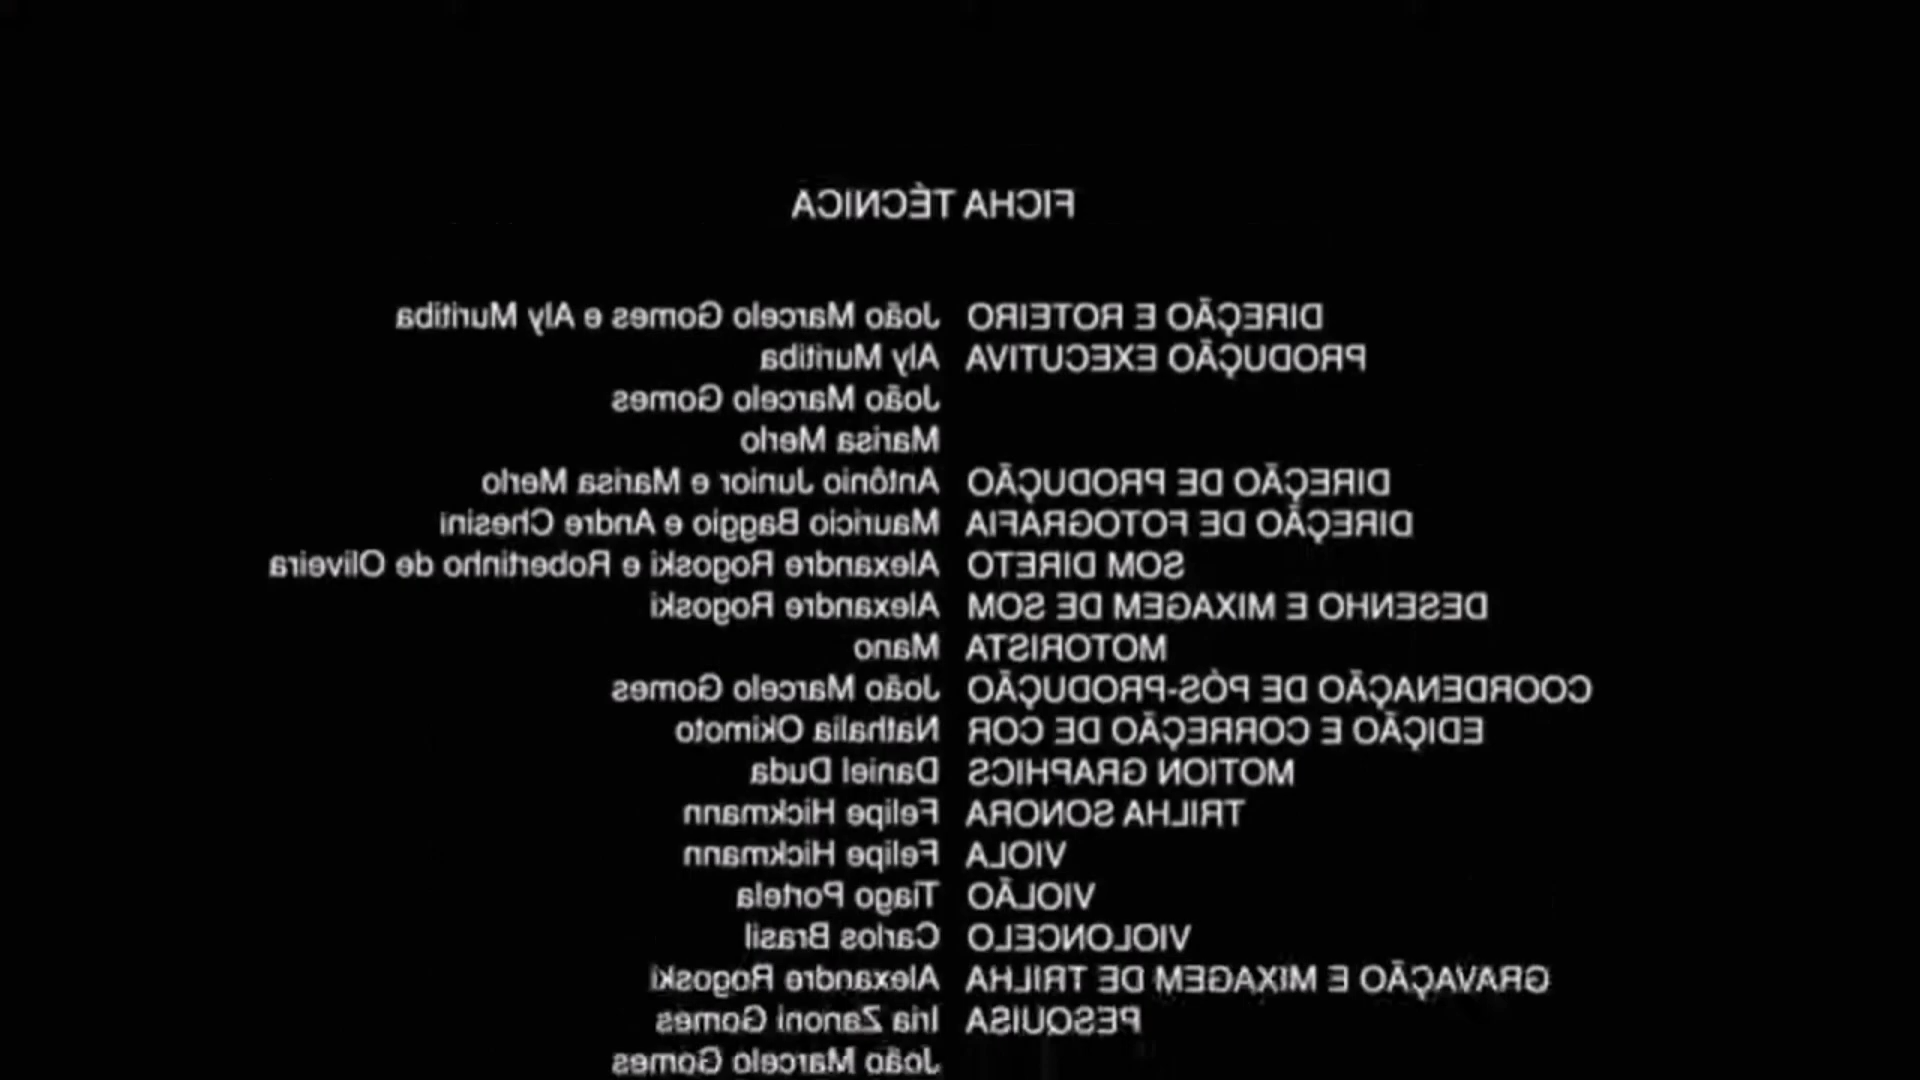 FICHA TÉCNICA
DIREÇÃO E ROTEIRO João Marcelo Gomes e Aly Muritiba
PRODUÇÃO EXECUTIVA Aly Muritiba
João Marcelo Gomes
Marisa Merlo
DIREÇÃO DE PRODUÇÃO Antônio Junior e Marisa Merlo
DIREÇÃO DE FOTOGRAFIA Mauricio Baggio e Andre Chesini
SOM DIRETO Alexandre Rogoski e Robertinho de Oliveira
DESENHO E MIXAGEM DE SOM Alexandre Rogoski
MOTORISTA Mano
COORDENAÇÃO DE PÓS-PRODUÇÃO João Marcelo Gomes
EDIÇÃO E CORREÇÃO DE COR Nathalia Okimoto
MOTION GRAPHICS Daniel Duda
TRILHA SONORA Felipe Hickmann
VIOLA Felipe Hickmann
VIOLÃO Tiago Portela
VIOLONCELO Carlos Brasil
GRAVAÇÃO E MIXAGEM DE TRILHA Alexandre Rogoski
PESQUISA Iria Zanoni Gomes
João Marcelo Gomes